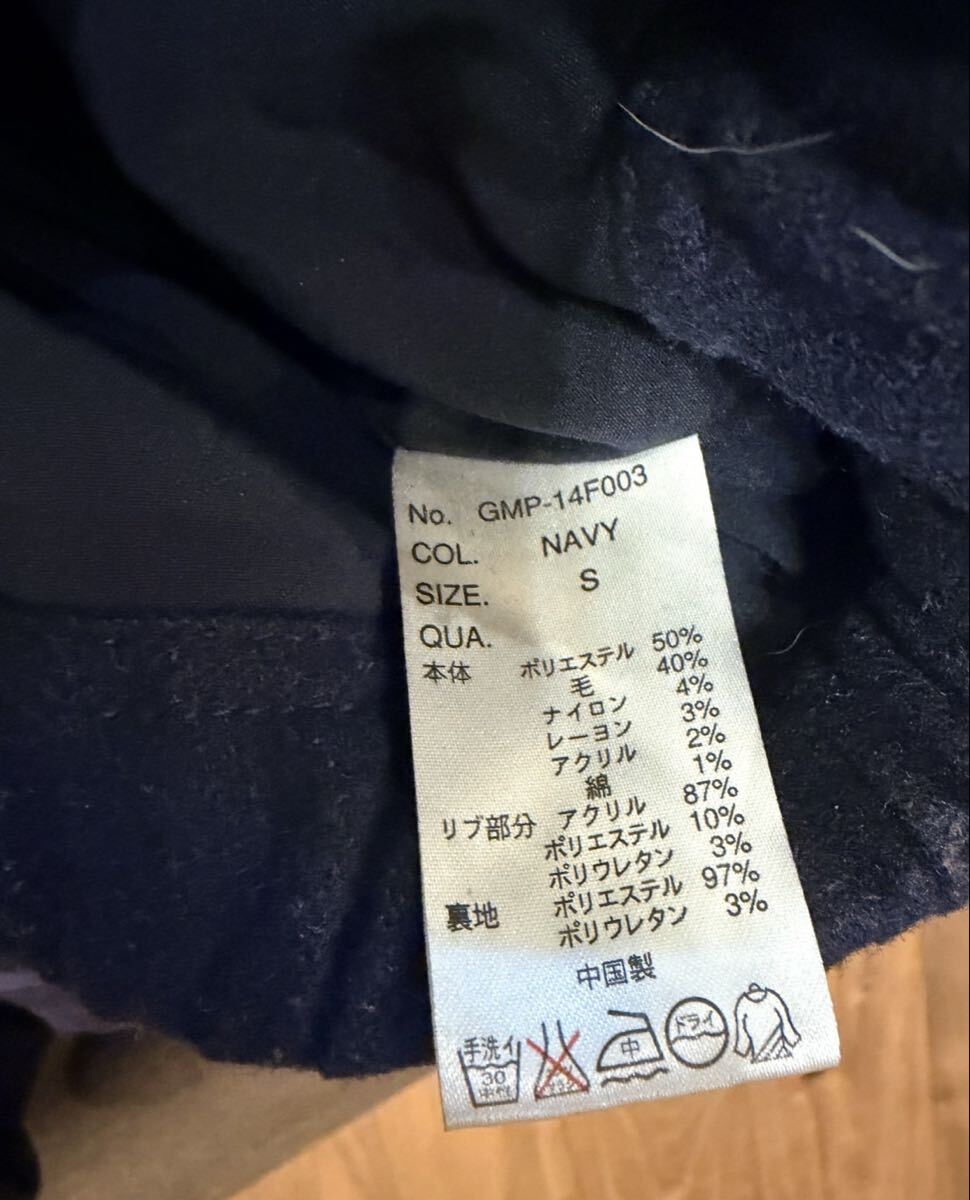 No. GMP-14F003
COL. NAVY
SIZE. S
QUA.
本体 ポリエステル 50%
毛 40%
ナイロン 4%
レーヨン 3%
アクリル 2%
綿 1%
リブ部分 アクリル 87%
ポリエステル 10%
ポリウレタン 3%
裏地 ポリエステル 97%
ポリウレタン 3%
中国製
手洗イ 30 中性 中 ドライ